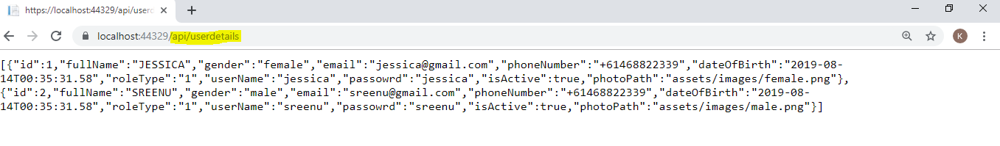 https://localhost:44329/api/userd
localhost:44329/api/userdetails
K
[{"id":1,"fullName":"JESSICA","gender":"female","email":"jessica@gmail.com","phoneNumber":"+61468822339","dateOfBirth":"2019-08-
14T00:35:31.58","roleType":"1","userName":"jessica","passowrd":"jessica","isActive":true,"photoPath":"assets/images/female.png"},
{"id":2,"fullName":"SREENU","gender":"male","email":"sreenu@gmail.com","phoneNumber":"+61468822339","dateOfBirth":"2019-08-
14T00:35:31.58","roleType":"1","userName":"sreenu","passowrd":"sreenu","isActive":true,"photoPath":"assets/images/male.png"}]